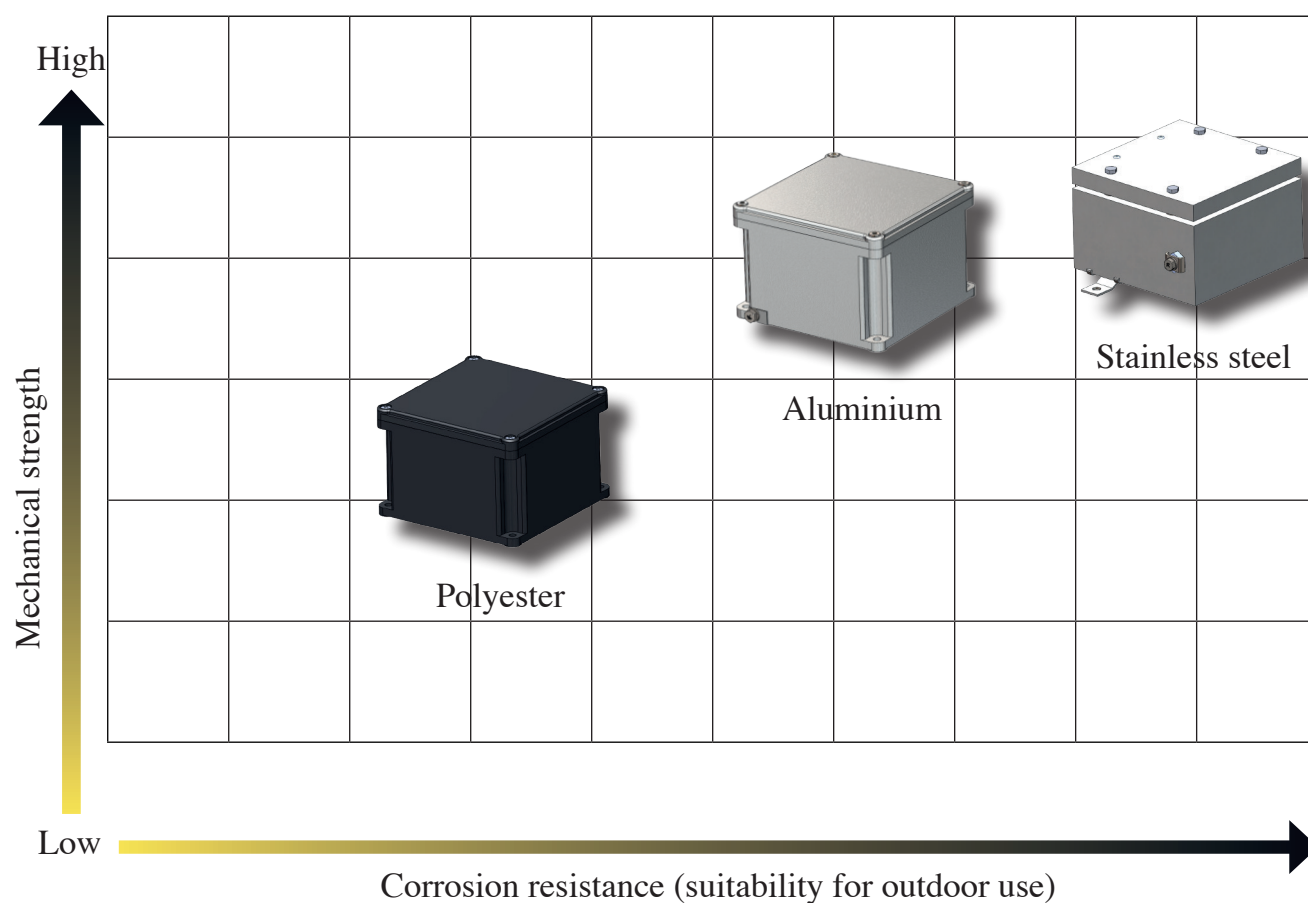 High
Stainless steel
Aluminium
Mechanical strength
Polyester
Low
Corrosion resistance (suitability for outdoor use)